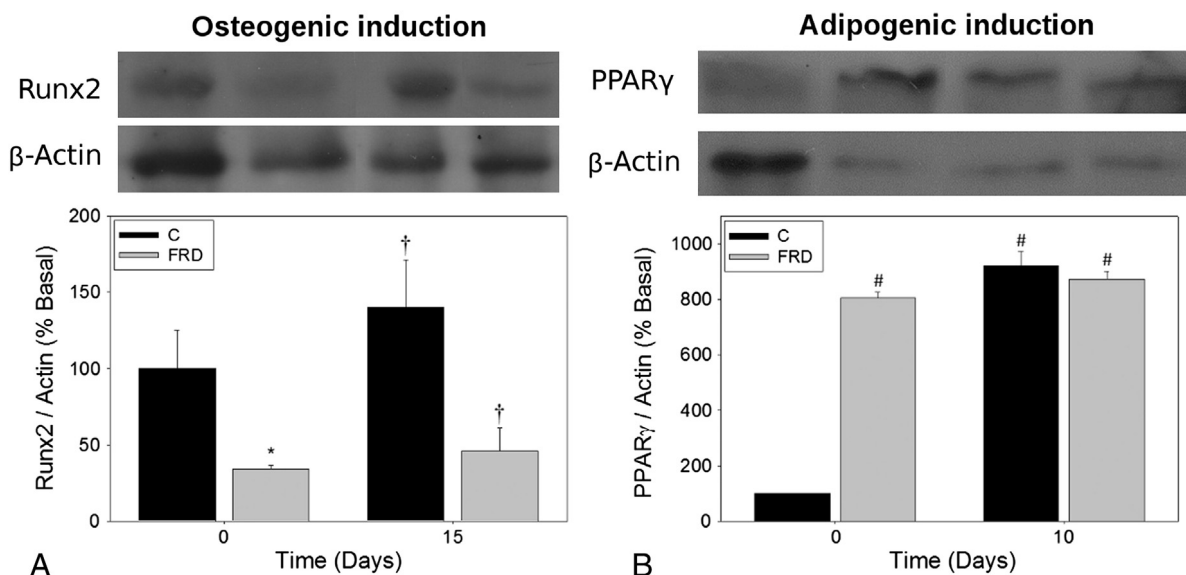 Osteogenic induction
Runx2
β-Actin
200
150
100
50
0
Runx2 / Actin (% Basal)
C
FRD
*
†
†
0
15
Time (Days)
A
Adipogenic induction
PPARγ
β-Actin
1000
800
600
400
200
0
PPARγ / Actin (% Basal)
C
FRD
#
#
#
0
10
Time (Days)
B